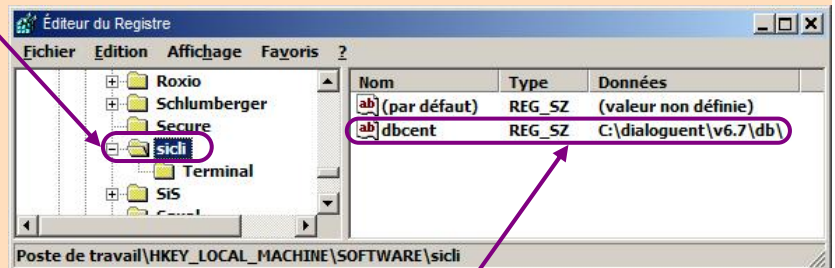 Éditeur du Registre
Fichier Edition Affichage Favoris ?
Roxio
Schlumberger
Secure
sicli
Terminal
SiS
Nom Type Données
(par défaut) REG_SZ (valeur non définie)
dbcent REG_SZ C:\dialoguent\v6.7\db\
Poste de travail\HKEY_LOCAL_MACHINE\SOFTWARE\sicli